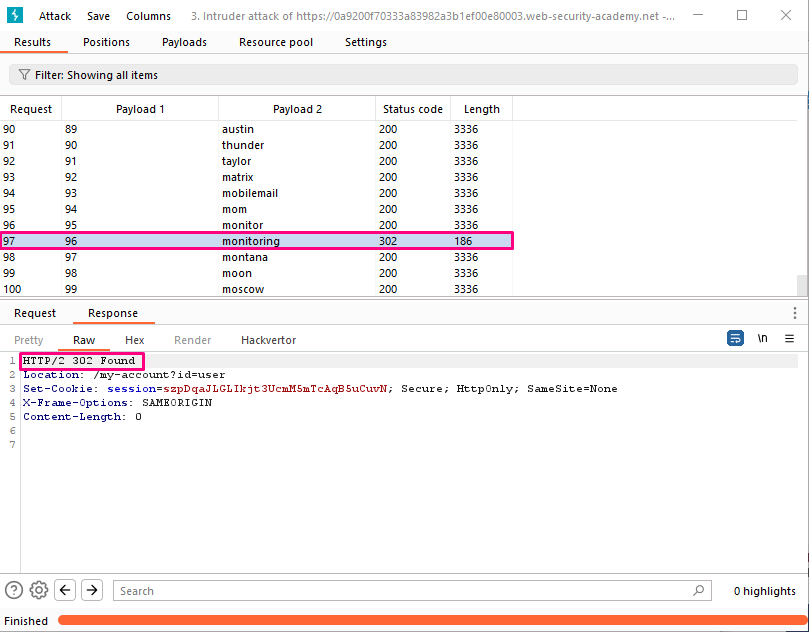 Attack Save Columns 3. Intruder attack of https://0a9200f70333a83982a3b1ef00e80003.web-security-academy.net -...
Results Positions Payloads Resource pool Settings
Filter: Showing all items
Request Payload 1 Payload 2 Status code Length
90 89 austin 200 3336
91 90 thunder 200 3336
92 91 taylor 200 3336
93 92 matrix 200 3336
94 93 mobilemail 200 3336
95 94 mom 200 3336
96 95 monitor 200 3336
97 96 monitoring 302 186
98 97 montana 200 3336
99 98 moon 200 3336
100 99 moscow 200 3336
Request Response
Pretty Raw Hex Render Hackvertor \n
1 HTTP/2 302 Found
2 Location: /my-account?id=user
3 Set-Cookie: session=szpDqaJLGLIkjt3UcmM5mTcAqB5uCuvN; Secure; HttpOnly; SameSite=None
4 X-Frame-Options: SAMEORIGIN
5 Content-Length: 0
6
7
Search 0 highlights
Finished